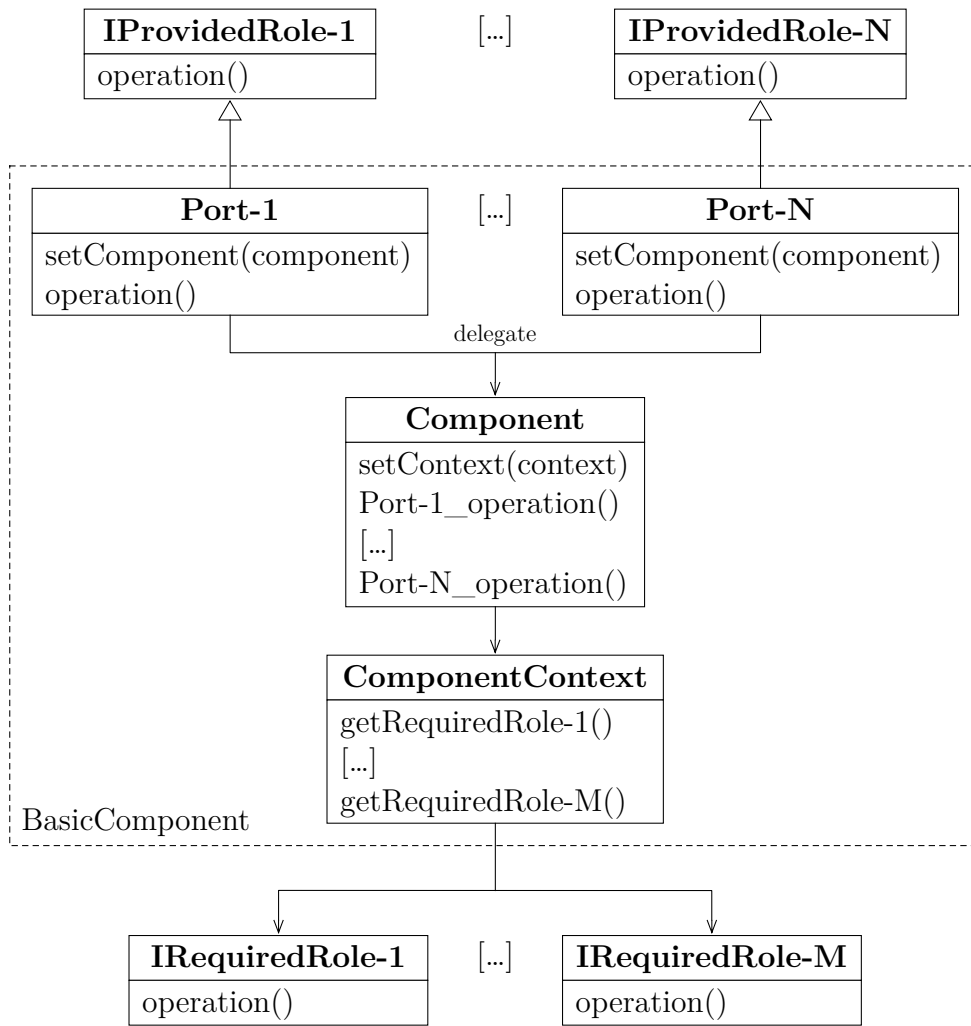 IProvidedRole-1
operation()
[...]
IProvidedRole-N
operation()
Port-1
setComponent(component)
operation()
[...]
Port-N
setComponent(component)
operation()
delegate
Component
setContext(context)
Port-1_operation()
[...]
Port-N_operation()
ComponentContext
getRequiredRole-1()
[...]
getRequiredRole-M()
BasicComponent
IRequiredRole-1
operation()
[...]
IRequiredRole-M
operation()